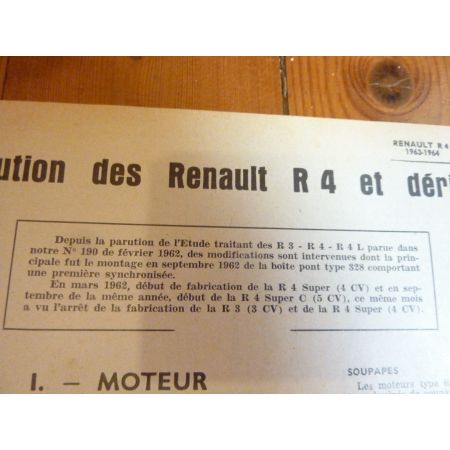 RENAULT R 4
1963-1964
ution des Renault R 4 et dér
Depuis la parution de l'Etude traitant des R 3 - R 4 - R 4 L parue dans
notre N° 190 de février 1962, des modifications sont intervenues dont la prin-
cipale fut le montage en septembre 1962 de la boîte pont type 328 comportant
une première synchronisée.
En mars 1962, début de fabrication de la R 4 Super (4 CV) et en sep-
tembre de la même année, début de la R 4 Super C (5 CV), ce même mois
a vu l'arrêt de la fabrication de la R 3 (3 CV) et de la R 4 Super (4 CV).
I. — MOTEUR
SOUPAPES
Les moteurs type 6